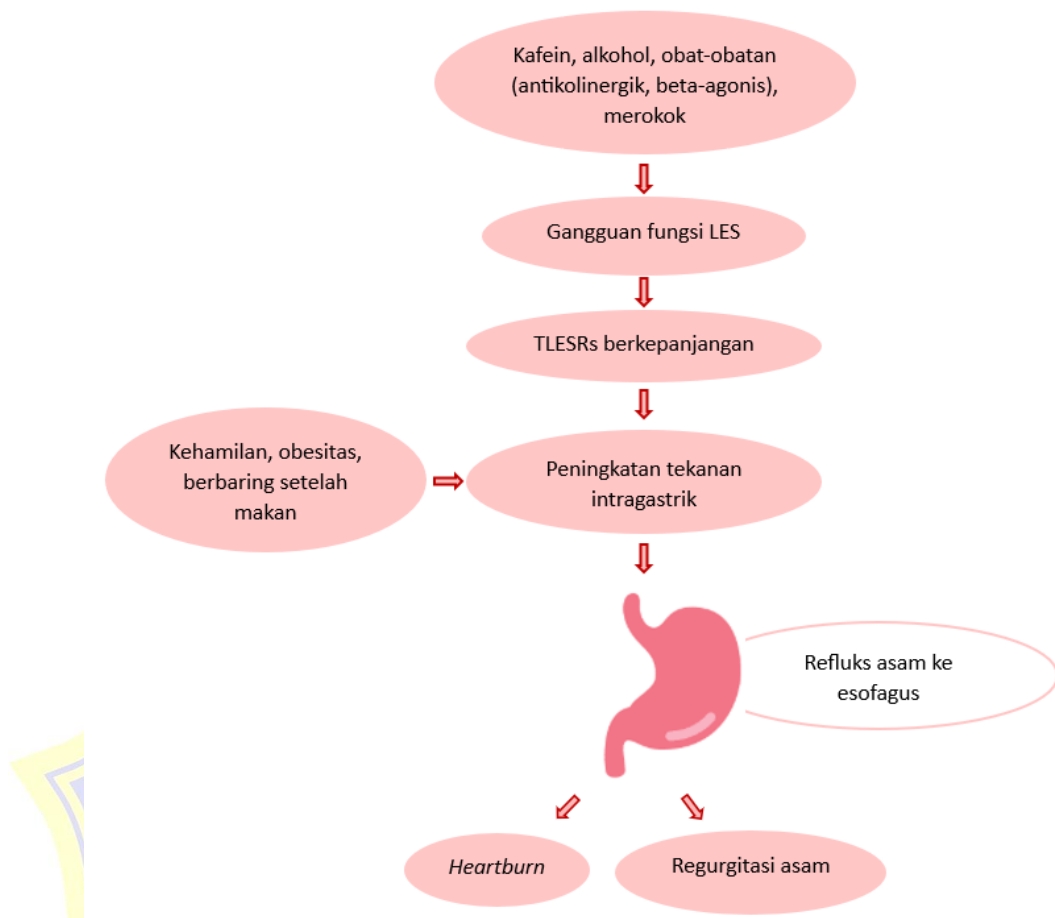 Kafein, alkohol, obat-obatan
(antikolinergik, beta-agonis),
merokok
Gangguan fungsi LES
TLESRs berkepanjangan
Kehamilan, obesitas,
berbaring setelah
makan
Peningkatan tekanan
intragastrik
Refluks asam ke
esofagus
Heartburn
Regurgitasi asam